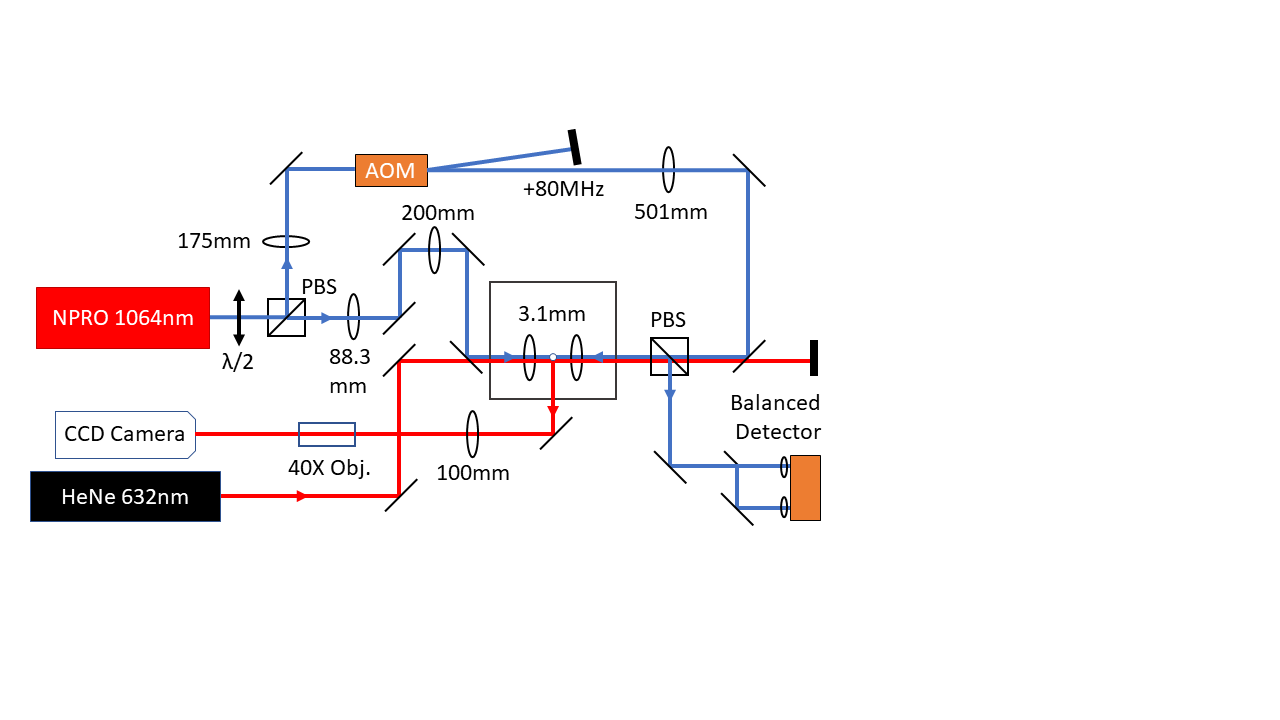 AOM
+80MHz
200mm
501mm
175mm
PBS
NPRO 1064nm
3.1mm
PBS
λ/2
88.3
mm
Balanced
Detector
CCD Camera
40X Obj.
100mm
HeNe 632nm